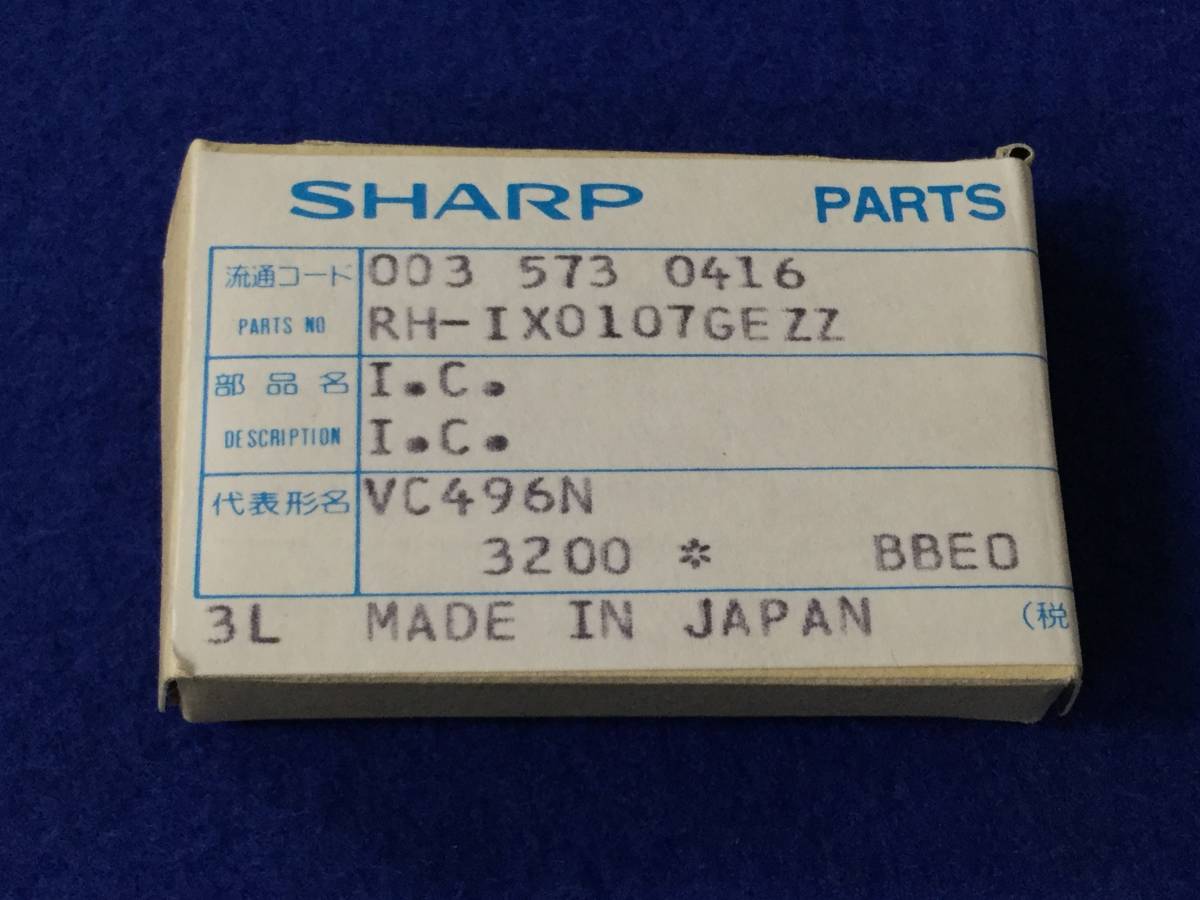 SHARP PARTS
流通コード 003 573 0416
PARTS NO RH-IX0107GEZZ
部品名 I.C.
DESCRIPTION I.C.
代表形名 VC496N
3200 * BBE0
3L MADE IN JAPAN (税